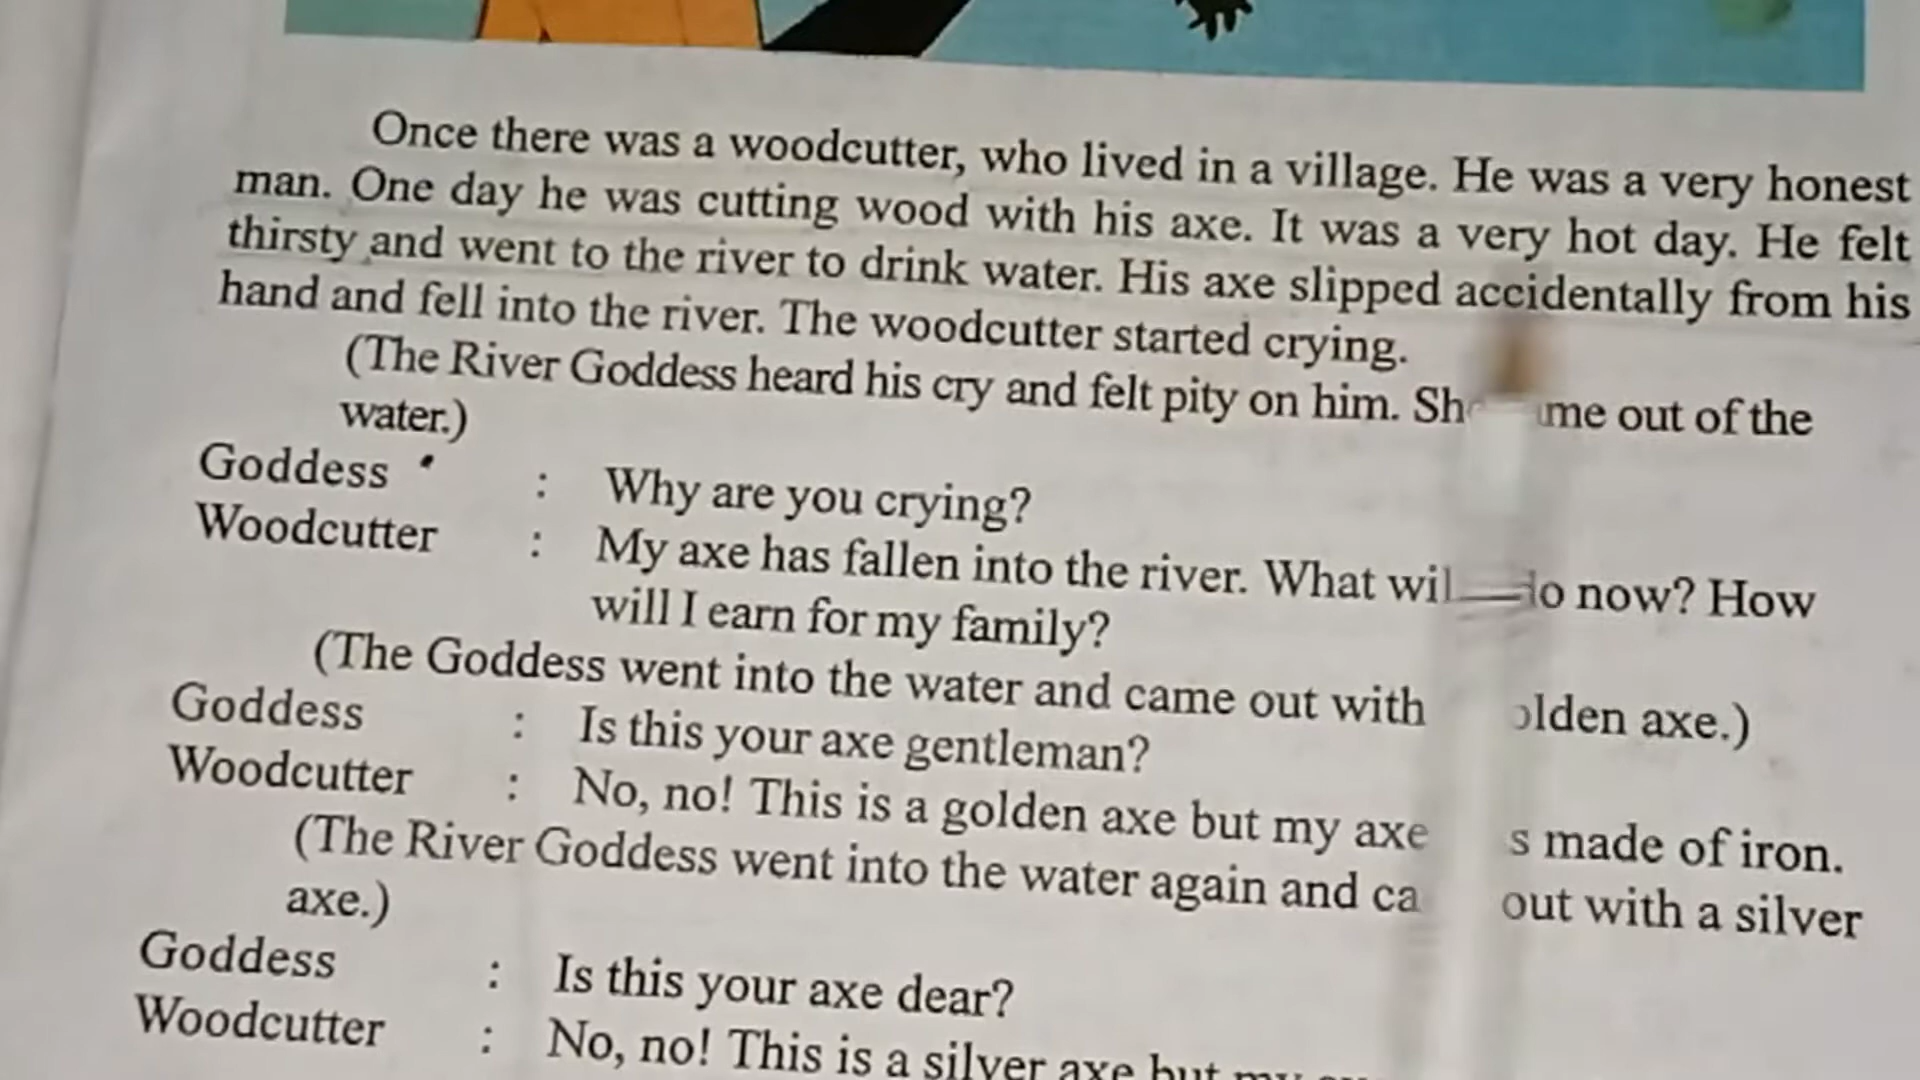 Once there was a woodcutter, who lived in a village. He was a very honest
man. One day he was cutting wood with his axe. It was a very hot day. He felt
thirsty and went to the river to drink water. His axe slipped accidentally from his
hand and fell into the river. The woodcutter started crying.
(The River Goddess heard his cry and felt pity on him. out of the
water.)
Goddess : Why are you crying?
Woodcutter : My axe has fallen into the river. What now? How
will I earn for my family?
(The Goddess went into the water and came out with axe.)
Goddess : Is this your axe gentleman?
Woodcutter : No, no! This is a golden axe but my axe made of iron.
(The River Goddess went into the water again and out with a silver
axe.)
Goddess : Is this your axe dear?
Woodcutter : No, no! This is a silver axe but my